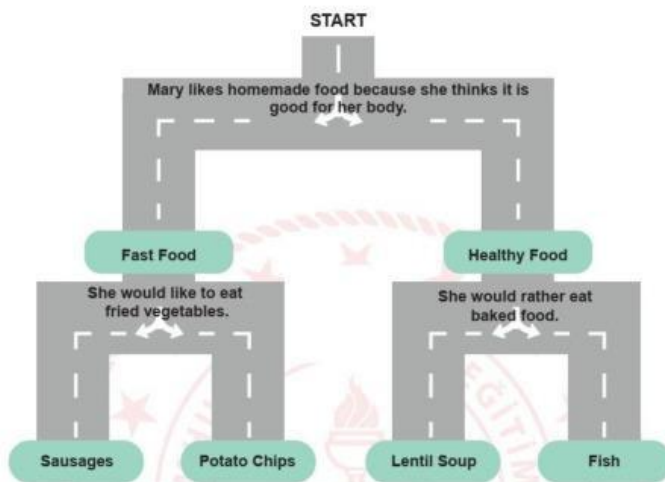 START
Mary likes homemade food because she thinks it is
good for her body.
Fast Food
Healthy Food
She would like to eat
fried vegetables.
She would rather eat
baked food.
Sausages
Potato Chips
Lentil Soup
Fish